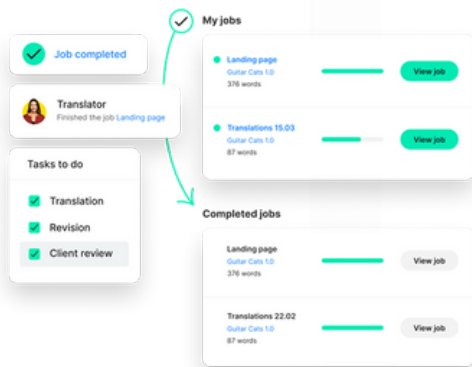 My jobs
Job completed
Translator
Finished the job Landing page
Tasks to do
Translation
Revision
Client review
Landing page
Guitar Cats 1.0
376 words
View job
Translations 15.03
Guitar Cats 1.0
87 words
View job
Completed jobs
Landing page
Guitar Cats 1.0
376 words
View job
Translations 22.02
Guitar Cats 1.0
87 words
View job